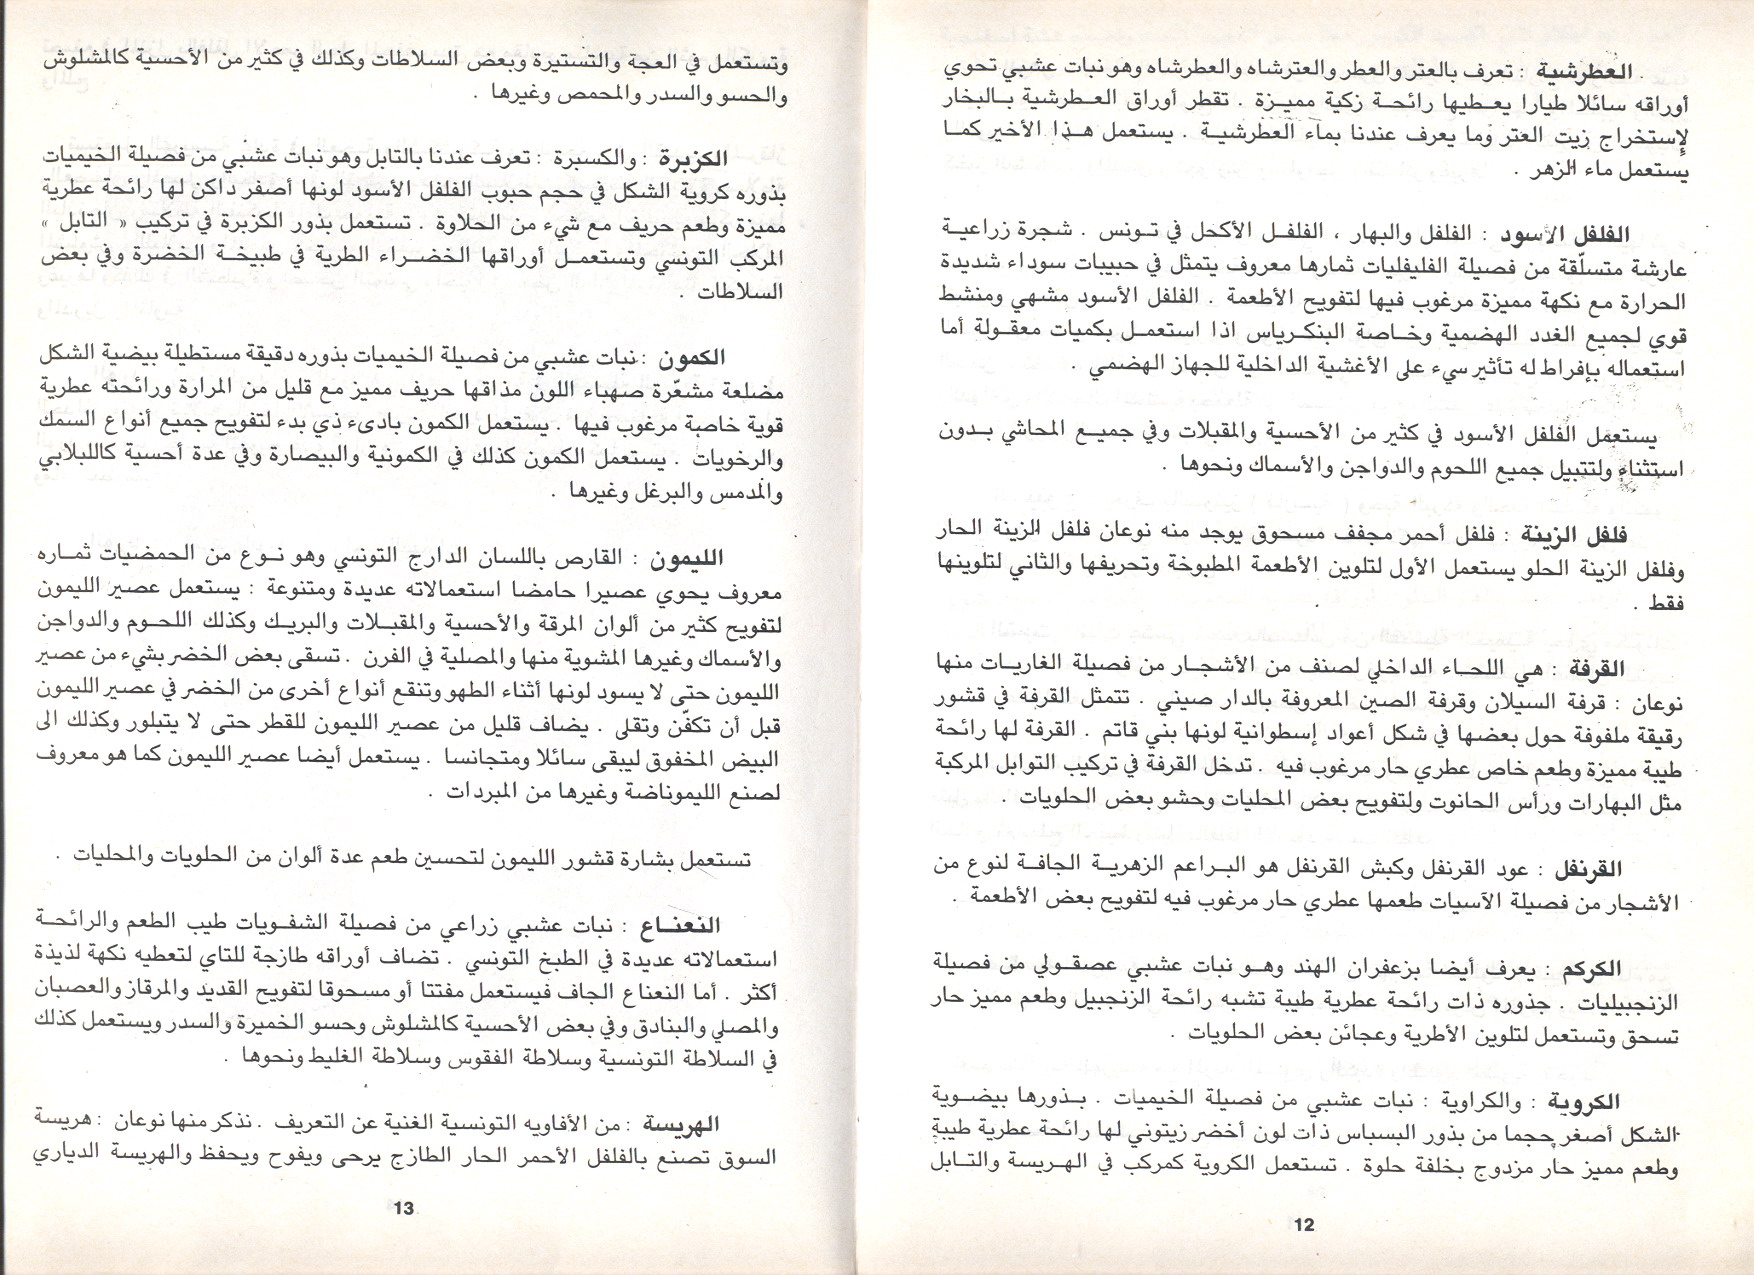 العطرشية : تعرف بالعتر والعطر والعترشاه والعطرشاه وهو نبات عشبي تحوي
أوراقه سائلا طيارا يعطيها رائحة زكية مميزة . تقطر أوراق العطرشية بالبخار
لإستخراج زيت العتر وما يعرف عندنا بماء العطرشية . يستعمل هذا الأخير كما
يستعمل ماء الزهر .
الفلفل الأسود : الفلفل والبهار ، الفلفل الأكحل في تونس . شجرة زراعية
عارشة متسلّقة من فصيلة الفليفليات ثمارها معروف يتمثل في حبيبات سوداء شديدة
الحرارة مع نكهة مميزة مرغوب فيها لتفويح الأطعمة . الفلفل الأسود مشهي ومنشط
قوي لجميع الغدد الهضمية وخاصة البنكرياس اذا استعمل بكميات معقولة أما
استعماله بإفراط له تأثير سيء على الأغشية الداخلية للجهاز الهضمي .
يستعمل الفلفل الأسود في كثير من الأحسية والمقبلات وفي جميع المحاشي بدون
استثناء ولتتبيل جميع اللحوم والدواجن والأسماك ونحوها .
فلفل الزينة : فلفل أحمر مجفف مسحوق يوجد منه نوعان فلفل الزينة الحار
وفلفل الزينة الحلو يستعمل الأول لتلوين الأطعمة المطبوخة وتحريفها والثاني لتلوينها
فقط .
القرفة : هي اللحاء الداخلي لصنف من الأشجار من فصيلة الغاريات منها
نوعان : قرفة السيلان وقرفة الصين المعروفة بالدار صيني . تتمثل القرفة في قشور
رقيقة ملفوفة حول بعضها في شكل أعواد إسطوانية لونها بني قاتم . القرفة لها رائحة
طيبة مميزة وطعم خاص عطري حار مرغوب فيه . تدخل القرفة في تركيب التوابل المركبة
مثل البهارات ورأس الحانوت ولتفويح بعض المحليات وحشو بعض الحلويات .
القرنفل : عود القرنفل وكبش القرنفل هو البراعم الزهرية الجافة لنوع من
الأشجار من فصيلة الآسيات طعمها عطري حار مرغوب فيه لتفويح بعض الأطعمة .
الكركم : يعرف أيضا بزعفران الهند وهو نبات عشبي عصقولي من فصيلة
الزنجبيليات . جذوره ذات رائحة عطرية طيبة تشبه رائحة الزنجبيل وطعم مميز حار
تسحق وتستعمل لتلوين الأطرية وعجائن بعض الحلويات .
الكروية : والكراوية : نبات عشبي من فصيلة الخيميات . بذورها بيضوية
الشكل أصغر حجما من بذور البسباس ذات لون أخضر زيتوني لها رائحة عطرية طيبة
وطعم مميز حار مزدوج بخلفة حلوة . تستعمل الكروية كمركب في الهريسة والتابل
12
وتستعمل في العجة والتستيرة وبعض السلاطات وكذلك في كثير من الأحسية كالمشلوش
والحسو والسدر والمحمص وغيرها .
الكزبرة : والكسبرة : تعرف عندنا بالتابل وهو نبات عشبي من فصيلة الخيميات
بذوره كروية الشكل في حجم حبوب الفلفل الأسود لونها أصفر داكن لها رائحة عطرية
مميزة وطعم حريف مع شيء من الحلاوة . تستعمل بذور الكزبرة في تركيب « التابل »
المركب التونسي وتستعمل أوراقها الخضراء الطرية في طبيخة الخضرة وفي بعض
السلاطات .
الكمون : نبات عشبي من فصيلة الخيميات بذوره دقيقة مستطيلة بيضية الشكل
مضلعة مشعّرة صهباء اللون مذاقها حريف مميز مع قليل من المرارة ورائحته عطرية
قوية خاصة مرغوب فيها . يستعمل الكمون بادىء ذي بدء لتفويح جميع أنواع السمك
والرخويات . يستعمل الكمون كذلك في الكمونية والبيصارة وفي عدة أحسية كاللبلابي
والمدمس والبرغل وغيرها .
الليمون : القارص باللسان الدارج التونسي وهو نوع من الحمضيات ثماره
معروف يحوي عصيرا حامضا استعمالاته عديدة ومتنوعة : يستعمل عصير الليمون
لتفويح كثير من ألوان المرقة والأحسية والمقبلات والبريك وكذلك اللحوم والدواجن
والأسماك وغيرها المشوية منها والمصلية في الفرن . تسقى بعض الخضر بشيء من عصير
الليمون حتى لا يسود لونها أثناء الطهو وتنقع أنواع أخرى من الخضر في عصير الليمون
قبل أن تكفّن وتقلى . يضاف قليل من عصير الليمون للقطر حتى لا يتبلور وكذلك الى
البيض المخفوق ليبقى سائلا ومتجانسا . يستعمل أيضا عصير الليمون كما هو معروف
لصنع الليموناضة وغيرها من المبردات .
تستعمل بشارة قشور الليمون لتحسين طعم عدة ألوان من الحلويات والمحليات .
النعناع : نبات عشبي زراعي من فصيلة الشفويات طيب الطعم والرائحة
استعمالاته عديدة في الطبخ التونسي . تضاف أوراقه طازجة للتاي لتعطيه نكهة لذيذة
أكثر . أما النعناع الجاف فيستعمل مفتتا أو مسحوقا لتفويح القديد والمرقاز والعصبان
والمصلي والبنادق وفي بعض الأحسية كالمشلوش وحسو الخميرة والسدر ويستعمل كذلك
في السلاطة التونسية وسلاطة الفقوس وسلاطة الغليط ونحوها .
الهريسة : من الأفاويه التونسية الغنية عن التعريف . نذكر منها نوعان : هريسة
السوق تصنع بالفلفل الأحمر الحار الطازج يرحى ويفوح ويحفظ والهريسة الدياري
13